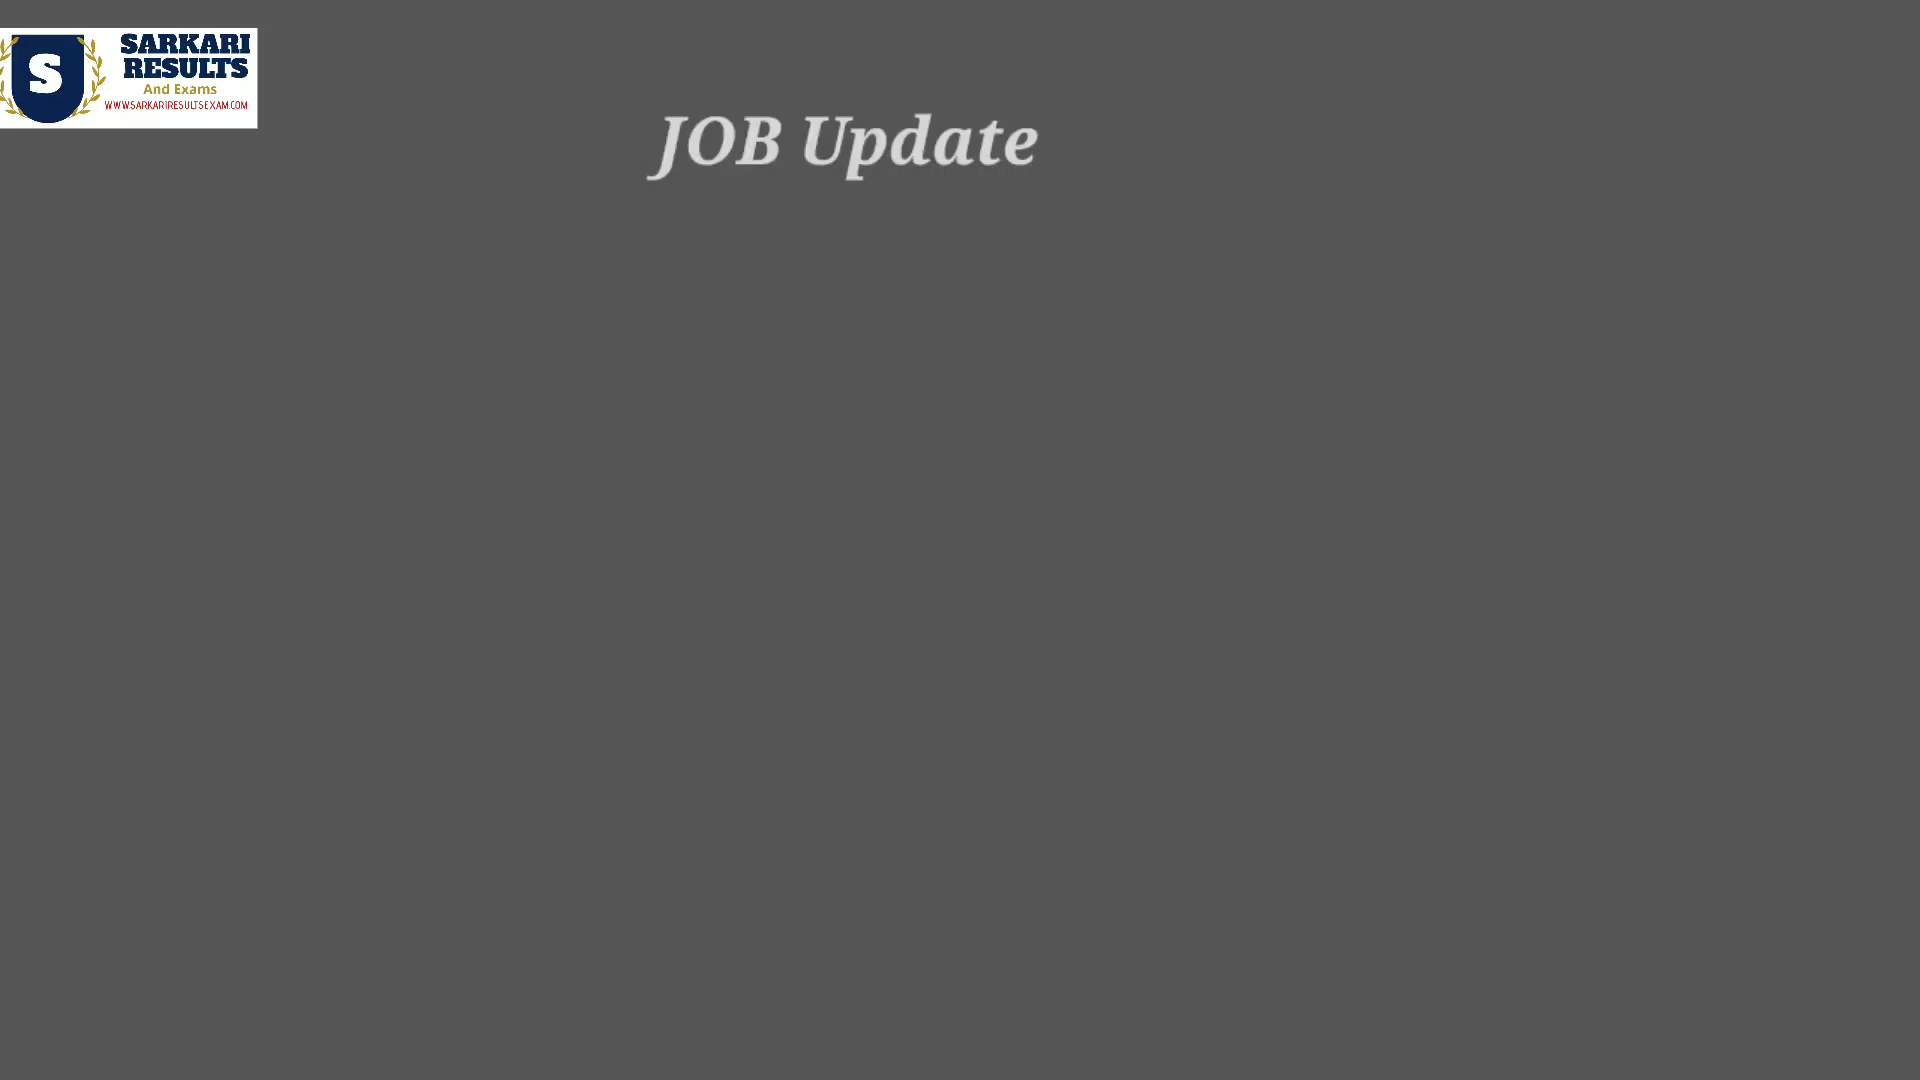 S
SARKARI
RESULTS
And Exams
WWW.SARKARIRESULTSEXAM.COM
JOB Update